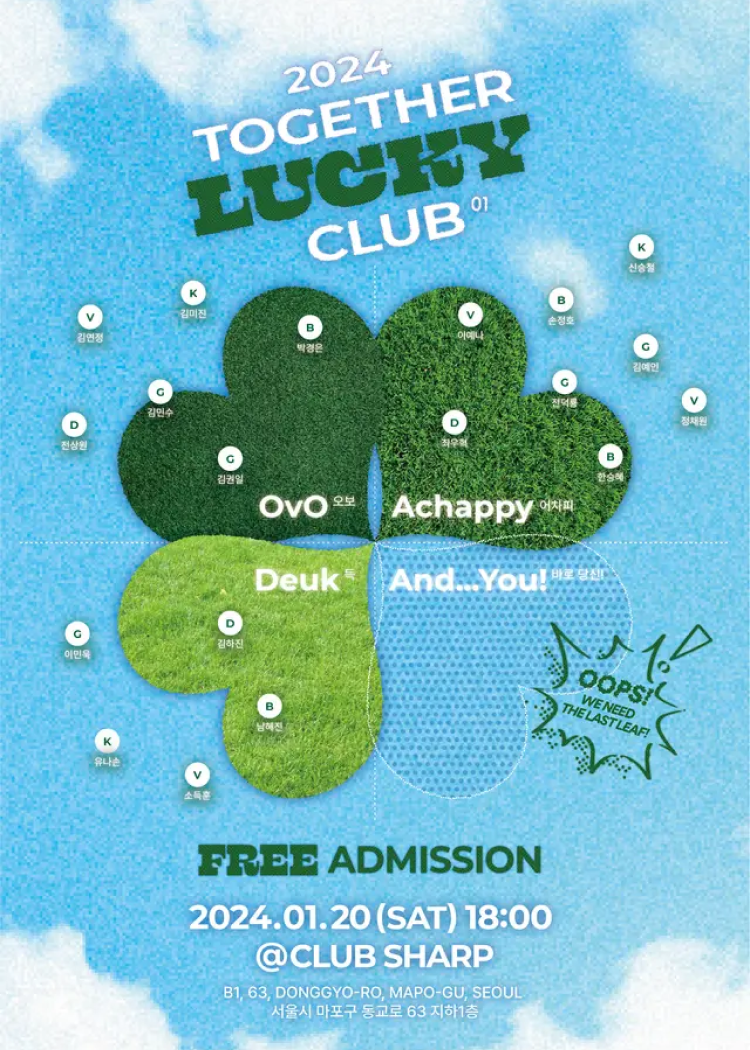 2024
TOGETHER
LUCKY
CLUB 01
K
신승철
K
김미진
V
김연정
B
박경은
V
이예나
B
손정호
G
김예인
G
김민수
G
전덕룡
V
정채원
D
전상원
D
최우혁
G
김권일
B
한승혜
OvO 오보
Achappy 어차피
Deuk 득
And...You! 바로 당신!
D
김하진
G
이민욱
OOPS!
WE NEED
THE LAST LEAF!
B
남혜진
K
유나손
V
소득훈
FREE ADMISSION
2024.01.20 (SAT) 18:00
@CLUB SHARP
B1, 63, DONGGYO-RO, MAPO-GU, SEOUL
서울시 마포구 동교로 63 지하1층